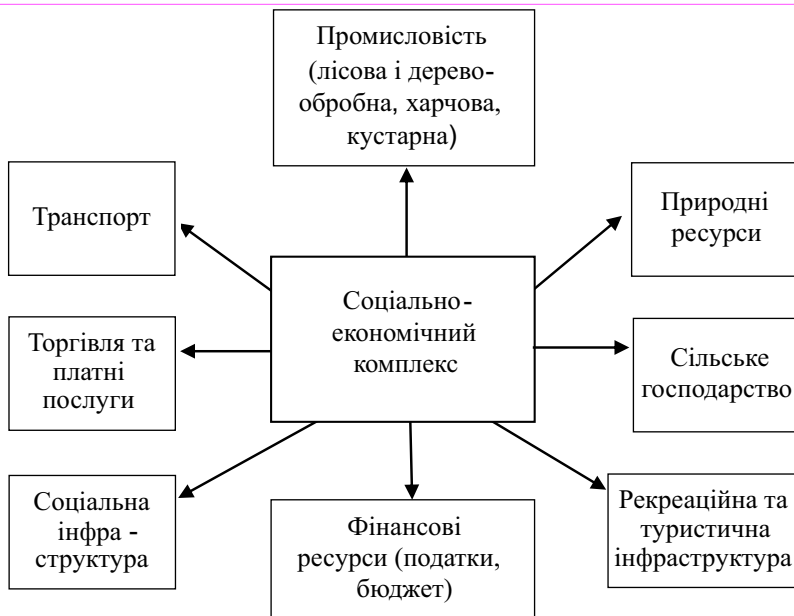 Промисловість
(лісова і дерево-
обробна, харчова,
кустарна)
Транспорт
Природні
ресурси
Соціально-
економічний
комплекс
Торгівля та
платні
послуги
Сільське
господарство
Соціальна
інфра -
структура
Фінансові
ресурси (податки,
бюджет)
Рекреаційна та
туристична
інфраструктура